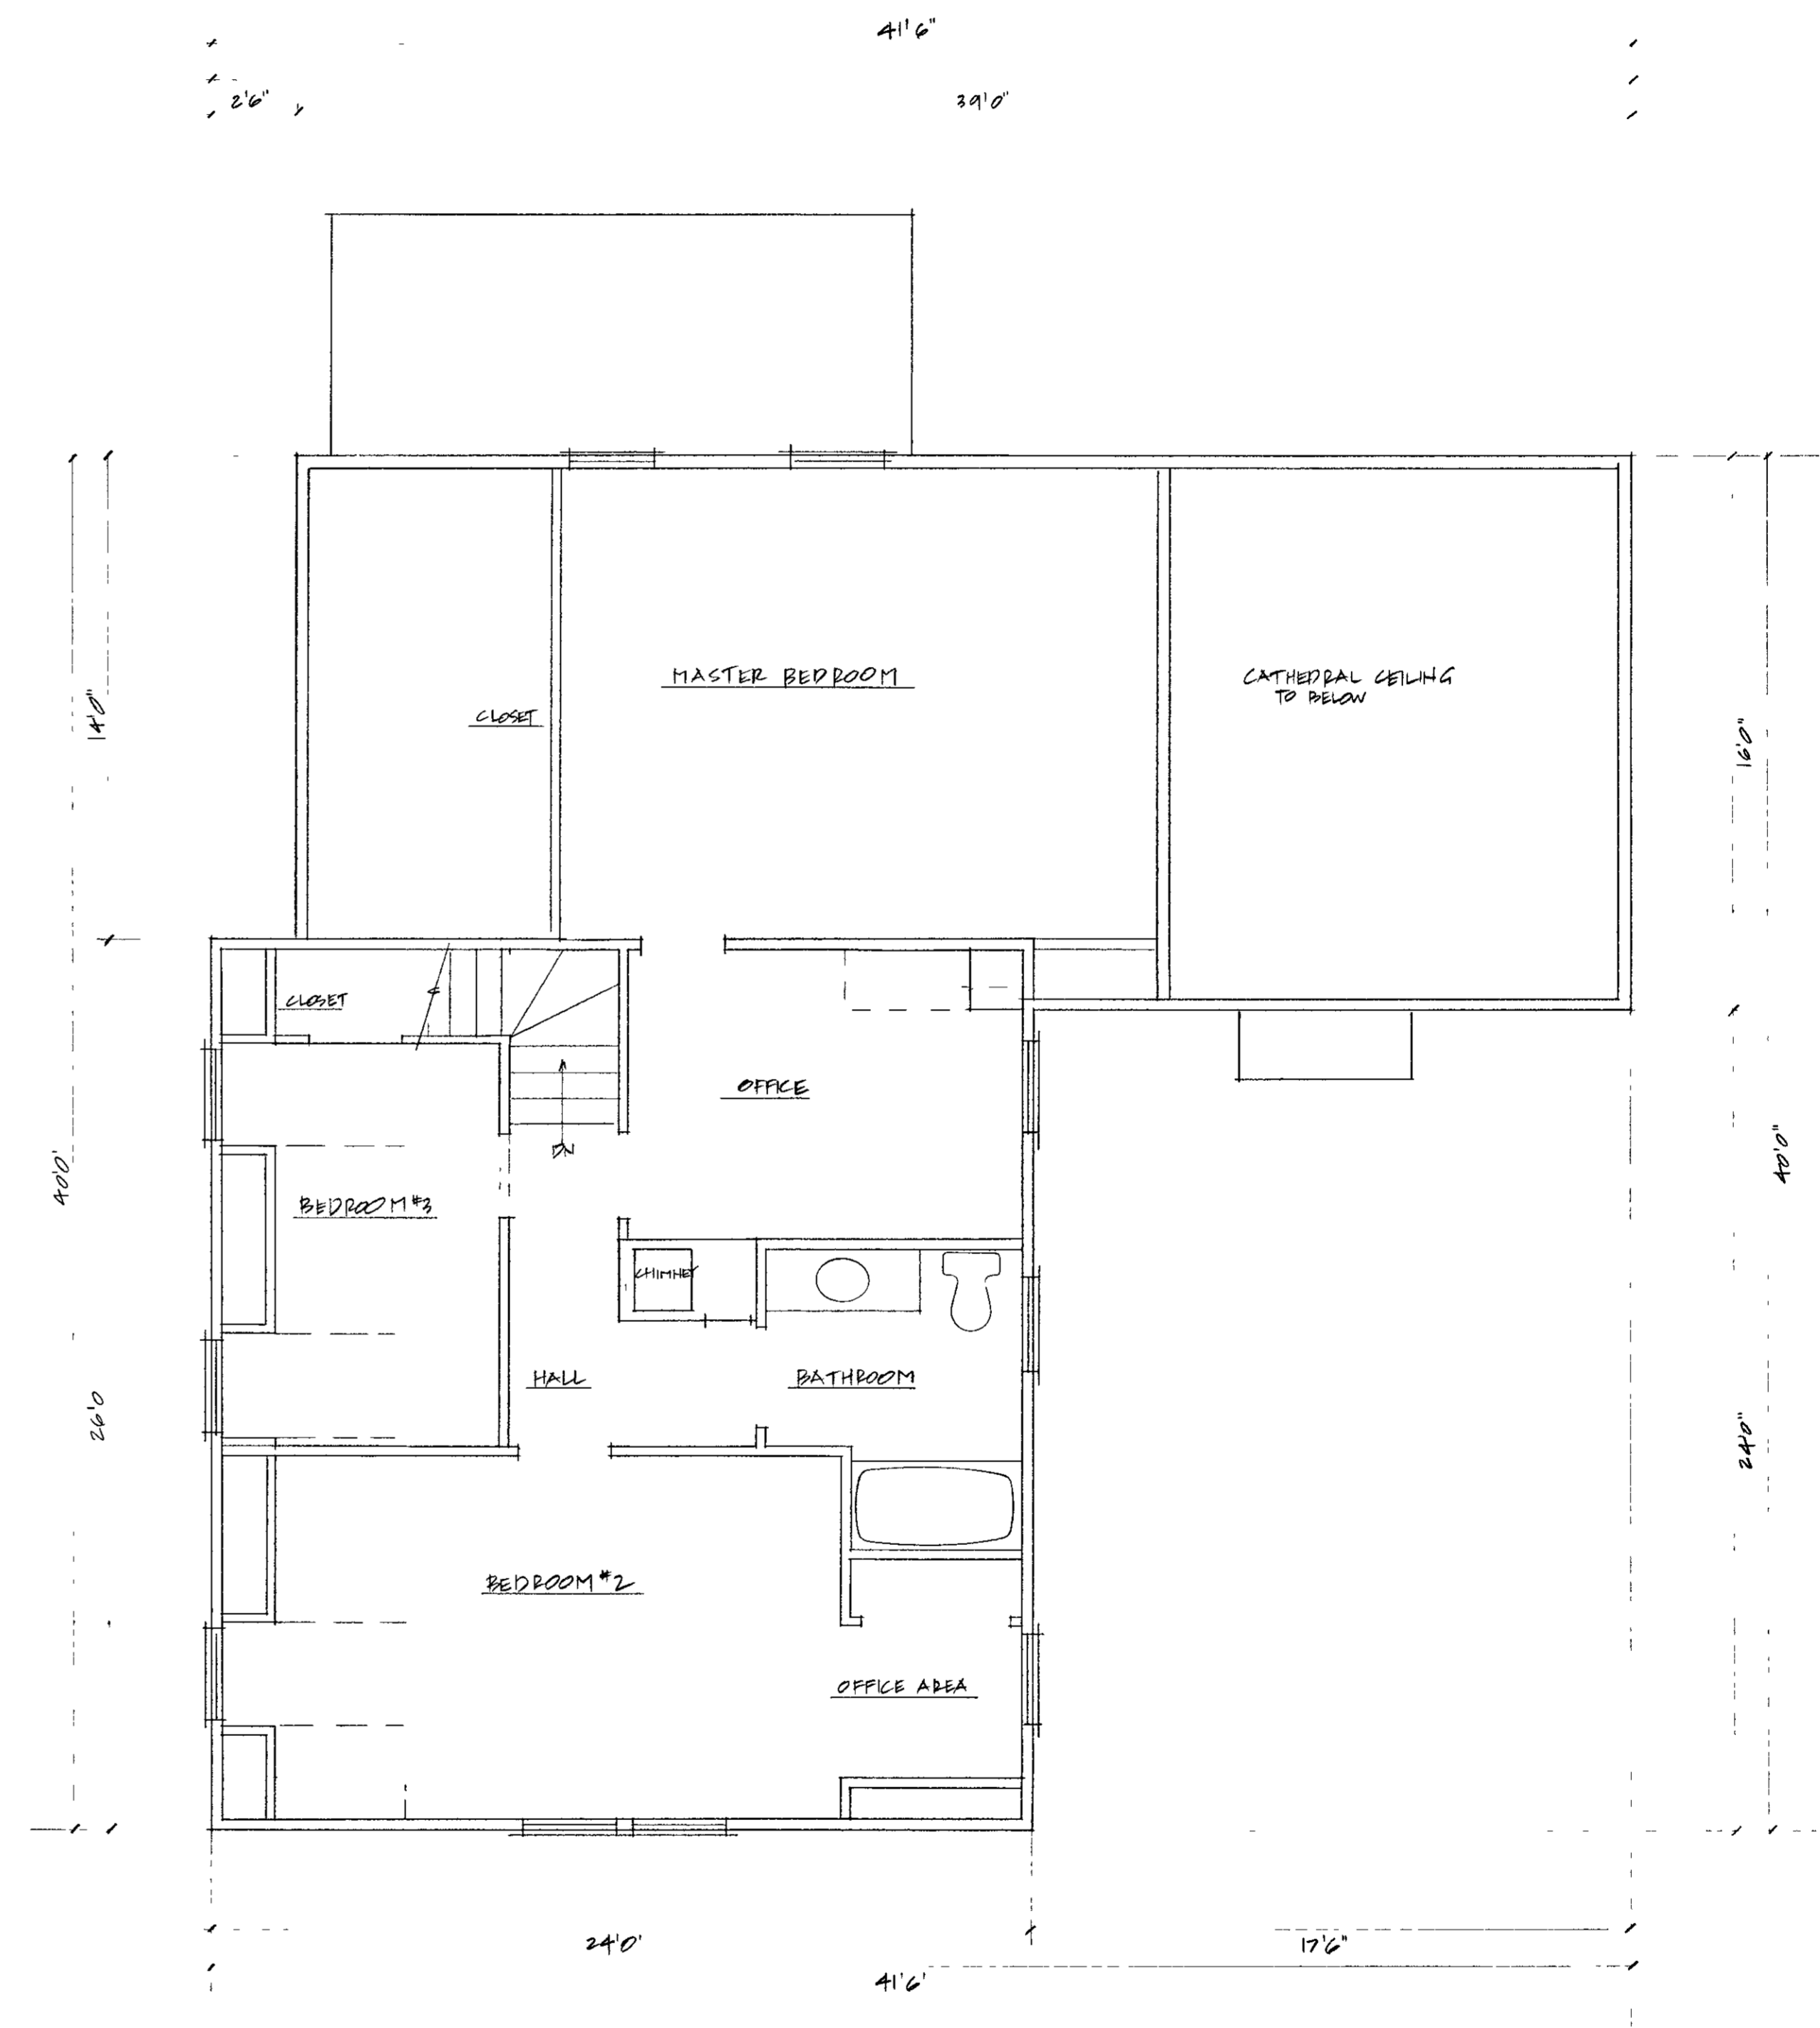 41'6"
2'6"
39'0"
MASTER BEDROOM
CATHEDRAL CEILING
TO BELOW
CLOSET
14'0"
16'0"
CLOSET
OFFICE
DN
40'0'
40'0"
BEDROOM #3
CHIMNEY
HALL
BATHROOM
26'0
24'0"
BEDROOM #2
OFFICE AREA
24'0'
17'6"
41'6'